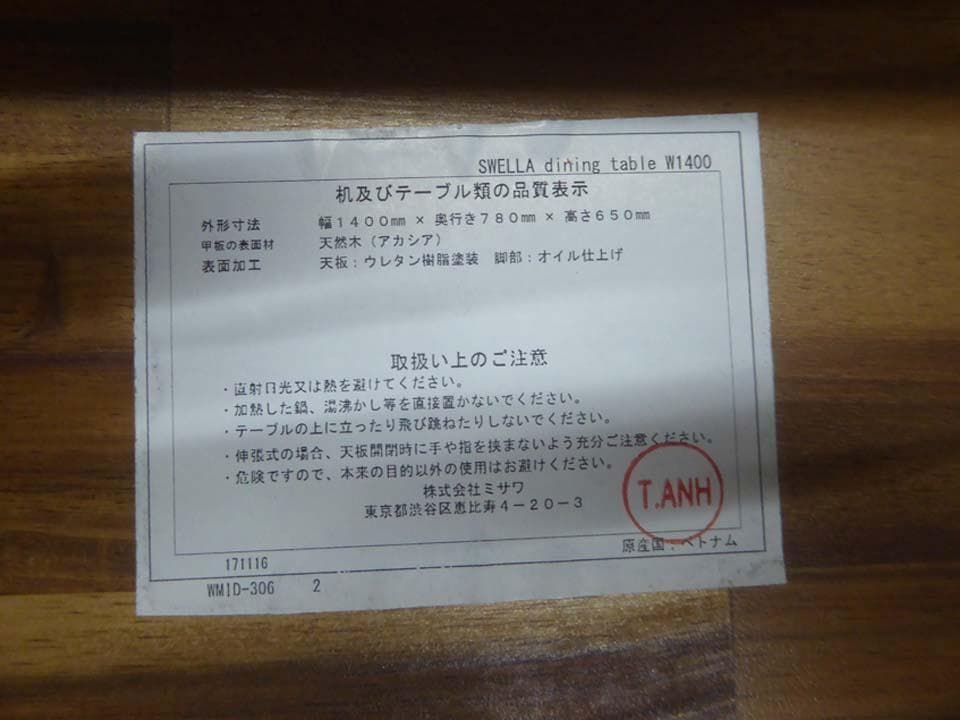 SWELLA dining table W1400
机及びテーブル類の品質表示
外形寸法 幅1400㎜ × 奥行き780㎜ × 高さ650㎜
甲板の表面材 天然木（アカシア）
表面加工 天板：ウレタン樹脂塗装 脚部：オイル仕上げ
取扱い上のご注意
・直射日光又は熱を避けてください。
・加熱した鍋、湯沸かし等を直接置かないでください。
・テーブルの上に立ったり飛び跳ねたりしないでください。
・伸張式の場合、天板開閉時に手や指を挟まないよう充分ご注意ください。
・危険ですので、本来の目的以外の使用はお避けください。
株式会社ミサワ
東京都渋谷区恵比寿4－20－3
T.ANH
原産国：ベトナム
171116
WMID-306 2